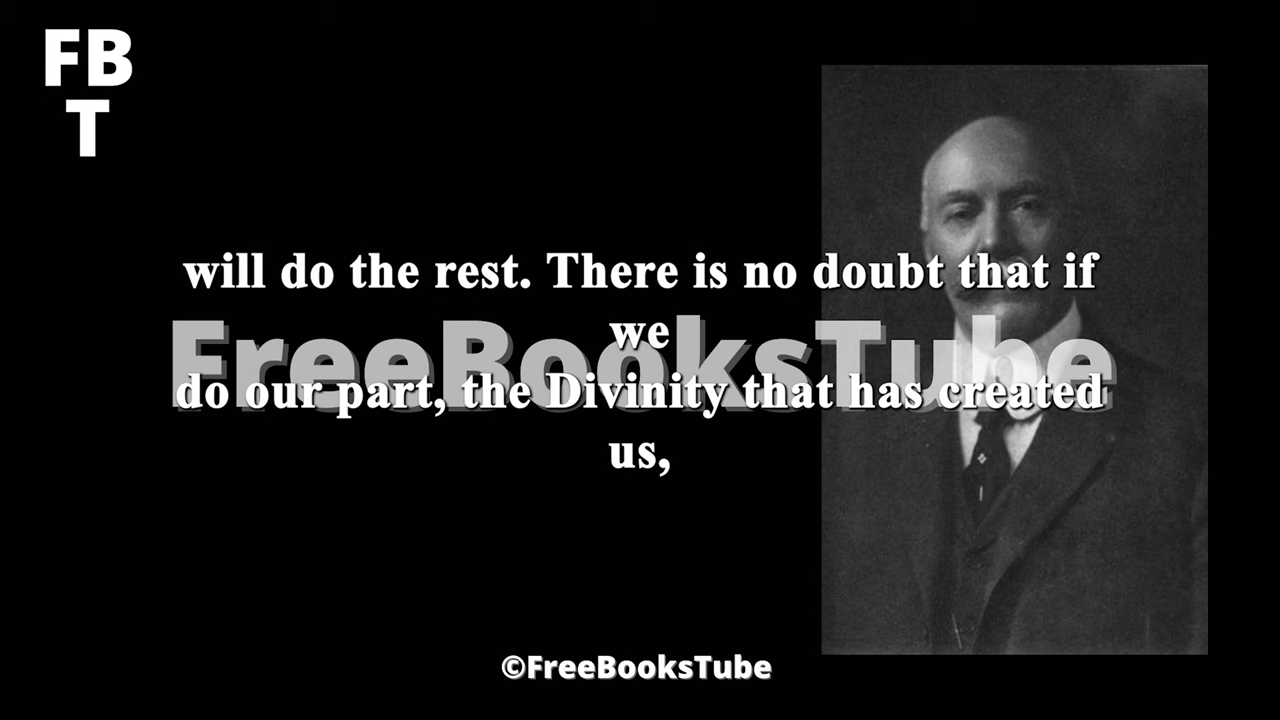 FB
T
will do the rest. There is no doubt that if
we
FreeBooksTube
do our part, the Divinity that has created
us,
©FreeBooksTube